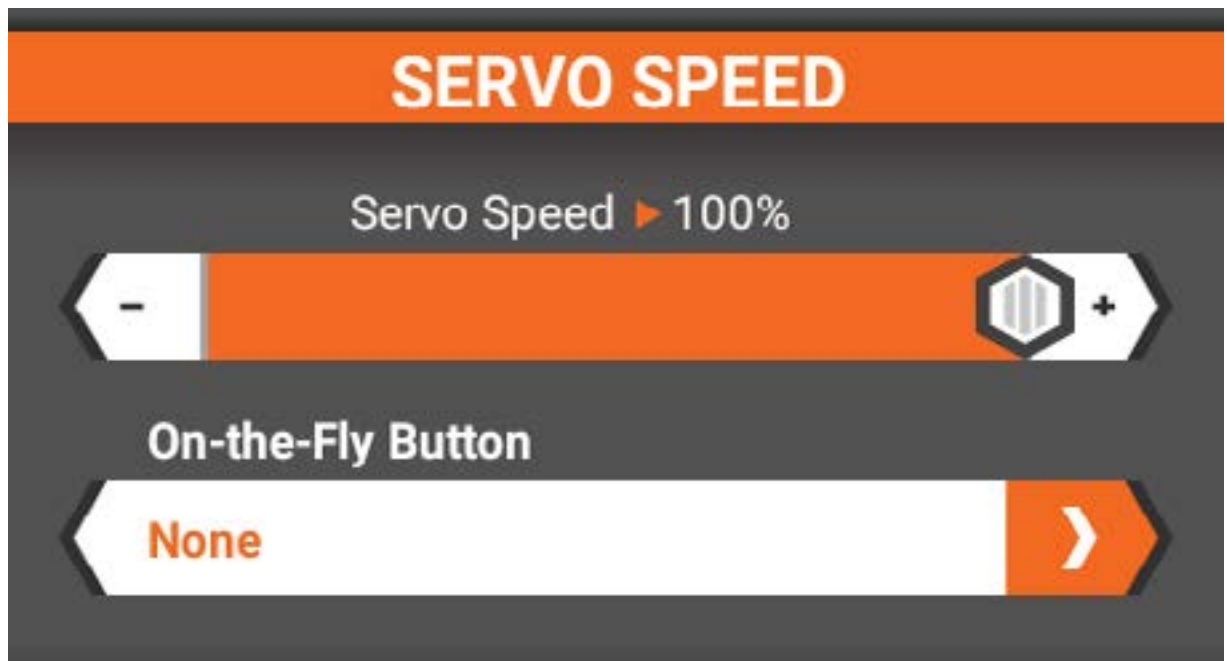 SERVO SPEED
Servo Speed ▶ 100%
- +
On-the-Fly Button
None